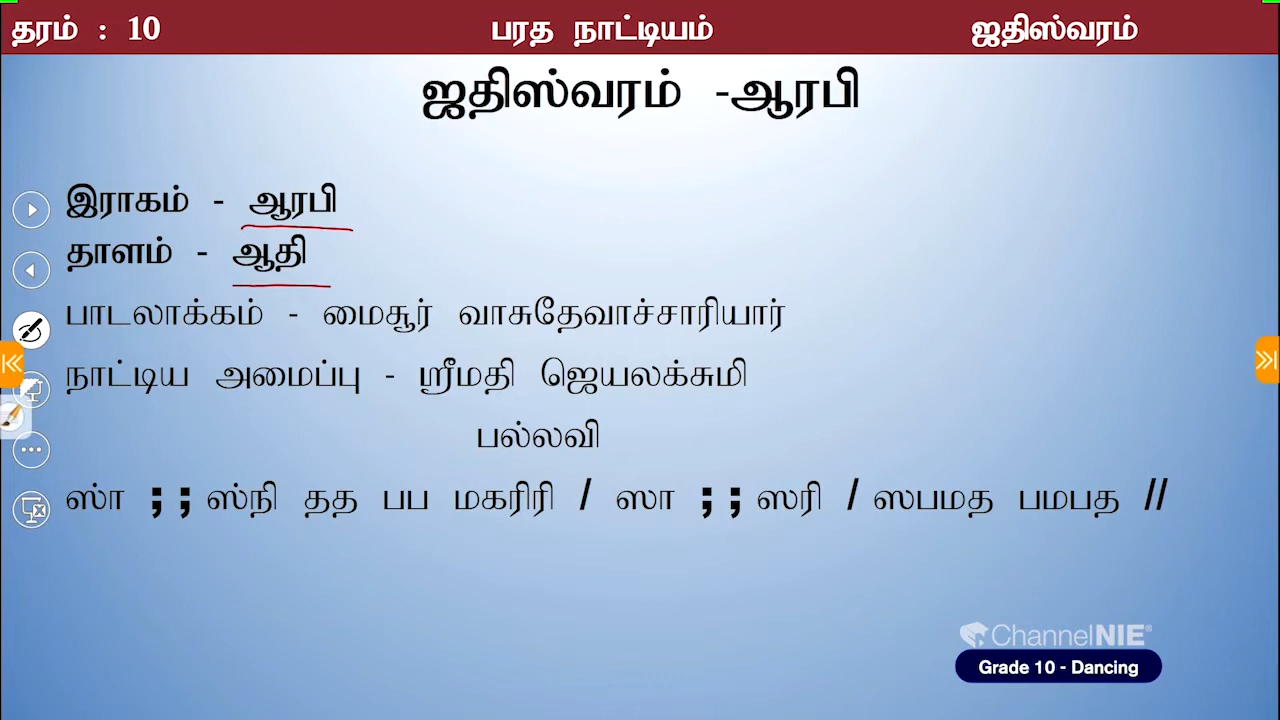 தரம் : 10 பரத நாட்டியம் ஜதிஸ்வரம்
ஜதிஸ்வரம் -ஆரபி
இராகம் - ஆரபி
தாளம் - ஆதி
பாடலாக்கம் - மைசூர் வாசுதேவாச்சாரியார்
நாட்டிய அமைப்பு - ஸ்ரீமதி ஜெயலக்சுமி
பல்லவி
ஸ்ா ; ; ஸ்நி தத பப மகரிரி / ஸா ; ; ஸரி / ஸபமத பமபத //
ChannelNIE®
Grade 10 - Dancing